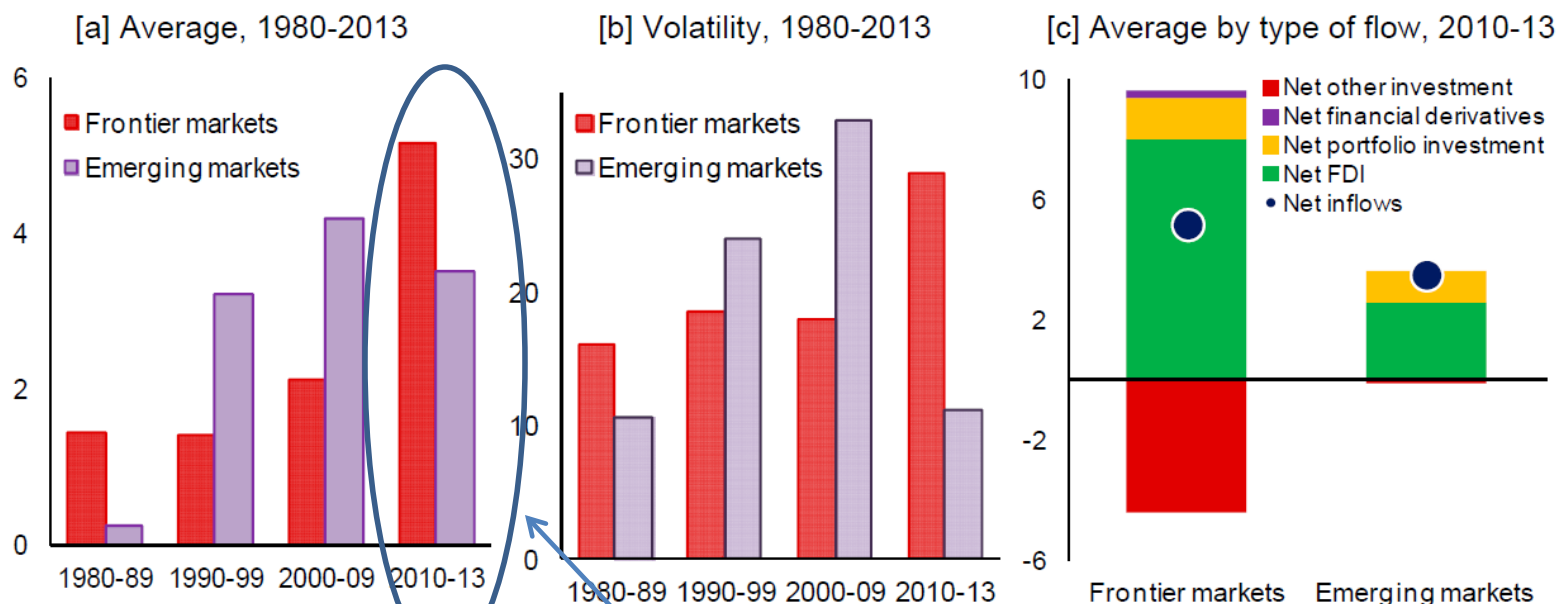 [a] Average, 1980-2013
6
4
2
0
Frontier markets
Emerging markets
1980-89 1990-99 2000-09 2010-13
[b] Volatility, 1980-2013
30
20
10
0
Frontier markets
Emerging markets
1980-89 1990-99 2000-09 2010-13
[c] Average by type of flow, 2010-13
10
6
2
-2
-6
Net other investment
Net financial derivatives
Net portfolio investment
Net FDI
Net inflows
Frontier markets Emerging markets